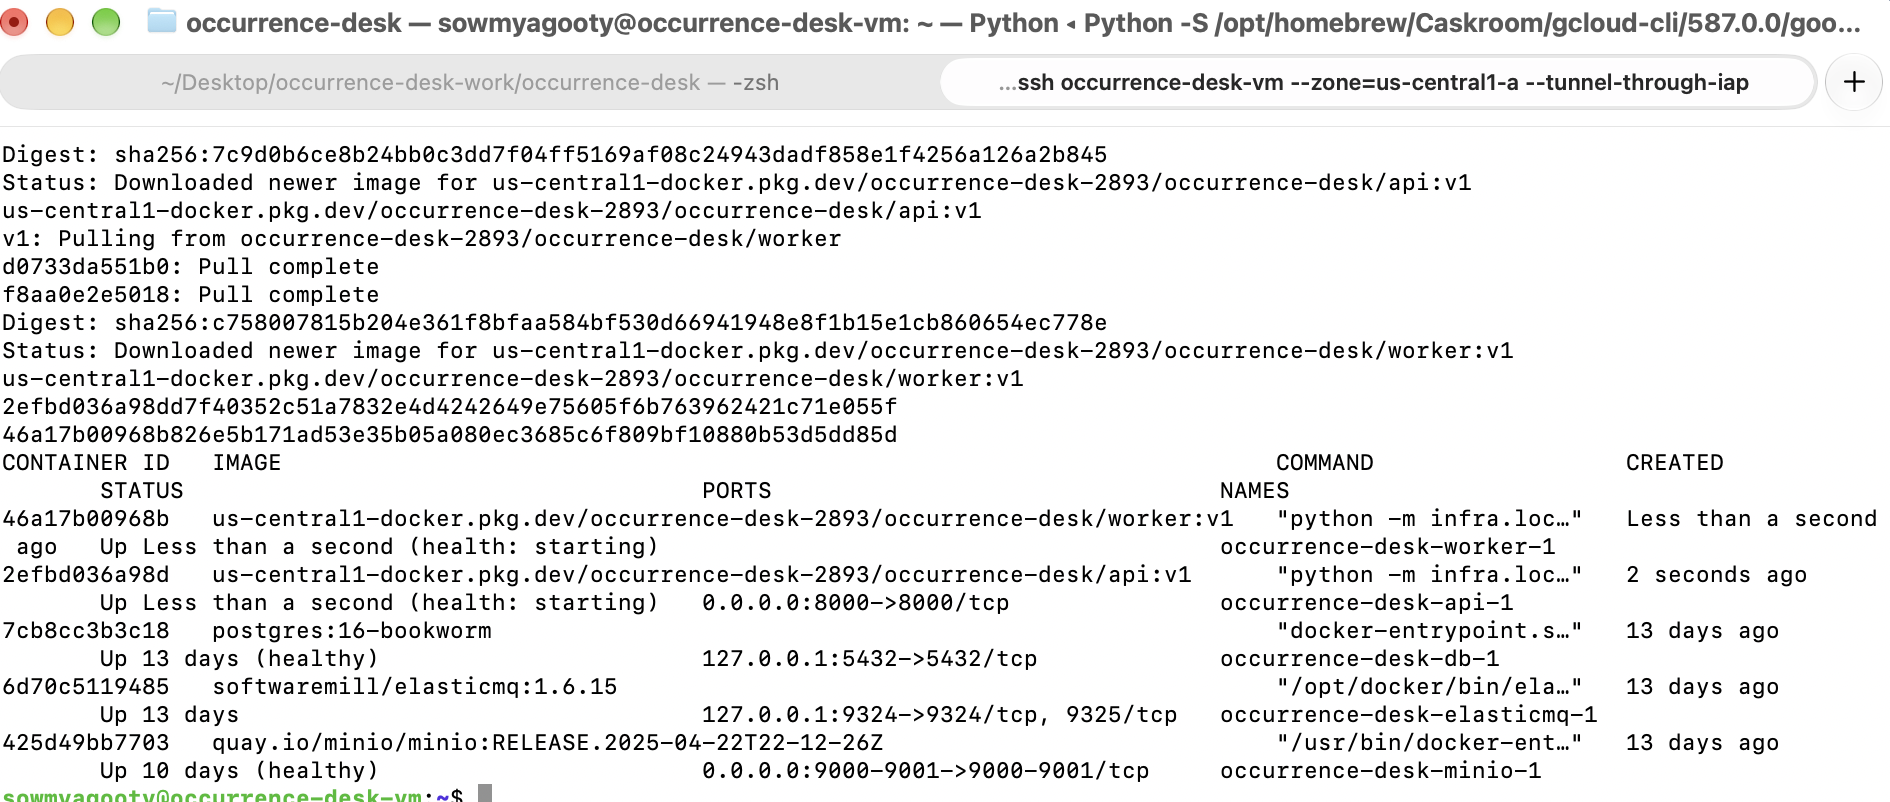 occurrence-desk — sowmyagooty@occurrence-desk-vm: ~ — Python ◂ Python -S /opt/homebrew/Caskroom/gcloud-cli/587.0.0/goo...
~/Desktop/occurrence-desk-work/occurrence-desk — -zsh
...ssh occurrence-desk-vm --zone=us-central1-a --tunnel-through-iap
+
Digest: sha256:7c9d0b6ce8b24bb0c3dd7f04ff5169af08c24943dadf858e1f4256a126a2b845
Status: Downloaded newer image for us-central1-docker.pkg.dev/occurrence-desk-2893/occurrence-desk/api:v1
us-central1-docker.pkg.dev/occurrence-desk-2893/occurrence-desk/api:v1
v1: Pulling from occurrence-desk-2893/occurrence-desk/worker
d0733da551b0: Pull complete
f8aa0e2e5018: Pull complete
Digest: sha256:c758007815b204e361f8bfaa584bf530d66941948e8f1b15e1cb860654ec778e
Status: Downloaded newer image for us-central1-docker.pkg.dev/occurrence-desk-2893/occurrence-desk/worker:v1
us-central1-docker.pkg.dev/occurrence-desk-2893/occurrence-desk/worker:v1
2efbd036a98dd7f40352c51a7832e4d4242649e75605f6b763962421c71e055f
46a17b00968b826e5b171ad53e35b05a080ec3685c6f809bf10880b53d5dd85d
CONTAINER ID   IMAGE   COMMAND   CREATED
STATUS   PORTS   NAMES
46a17b00968b   us-central1-docker.pkg.dev/occurrence-desk-2893/occurrence-desk/worker:v1   "python -m infra.loc…"   Less than a second
ago   Up Less than a second (health: starting)   occurrence-desk-worker-1
2efbd036a98d   us-central1-docker.pkg.dev/occurrence-desk-2893/occurrence-desk/api:v1   "python -m infra.loc…"   2 seconds ago
Up Less than a second (health: starting)   0.0.0.0:8000->8000/tcp   occurrence-desk-api-1
7cb8cc3b3c18   postgres:16-bookworm   "docker-entrypoint.s…"   13 days ago
Up 13 days (healthy)   127.0.0.1:5432->5432/tcp   occurrence-desk-db-1
6d70c5119485   softwaremill/elasticmq:1.6.15   "/opt/docker/bin/ela…"   13 days ago
Up 13 days   127.0.0.1:9324->9324/tcp, 9325/tcp   occurrence-desk-elasticmq-1
425d49bb7703   quay.io/minio/minio:RELEASE.2025-04-22T22-12-26Z   "/usr/bin/docker-ent…"   13 days ago
Up 10 days (healthy)   0.0.0.0:9000-9001->9000-9001/tcp   occurrence-desk-minio-1
sowmyagooty@occurrence-desk-vm:~$